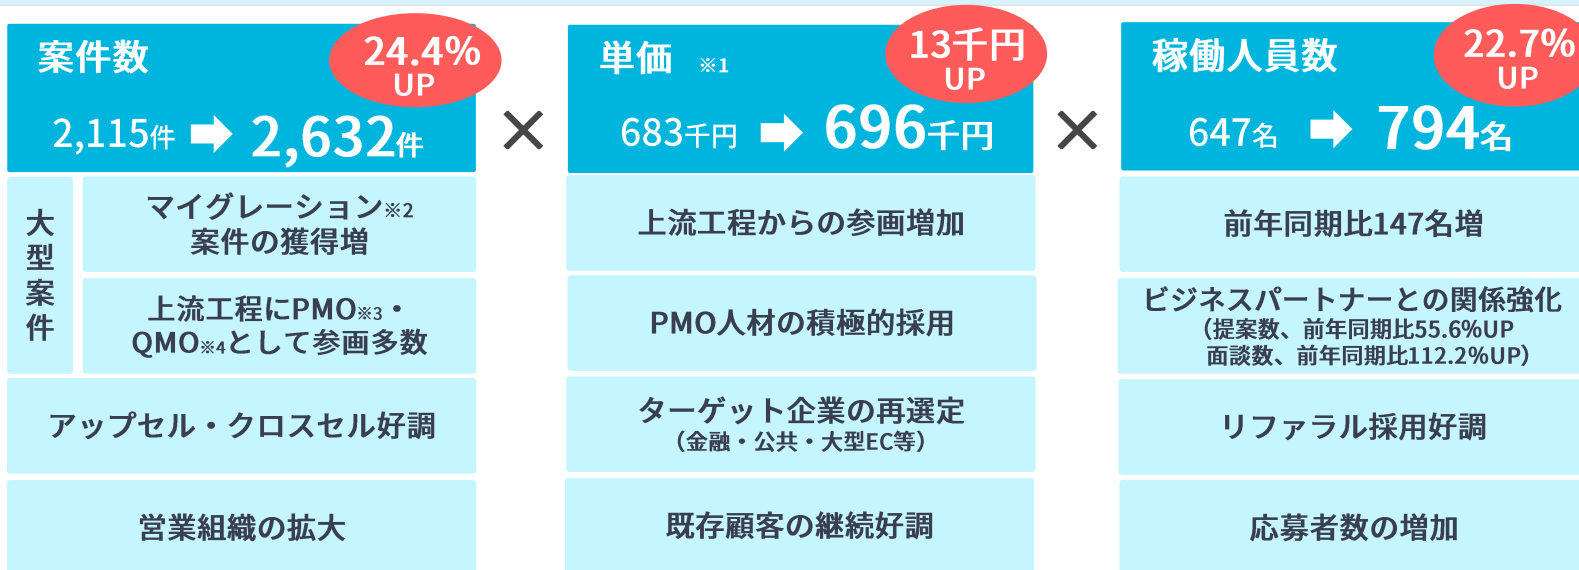 案件数
24.4%
UP
2,115件 2,632件
大型案件
マイグレーション※2
案件の獲得増
上流工程にPMO※3・
QMO※4として参画多数
アップセル・クロスセル好調
営業組織の拡大
×
単価 ※1
13千円
UP
683千円 696千円
上流工程からの参画増加
PMO人材の積極的採用
ターゲット企業の再選定
（金融・公共・大型EC等）
既存顧客の継続好調
×
稼働人員数
22.7%
UP
647名 794名
前年同期比147名増
ビジネスパートナーとの関係強化
（提案数、前年同期比55.6%UP
面談数、前年同期比112.2%UP）
リファラル採用好調
応募者数の増加